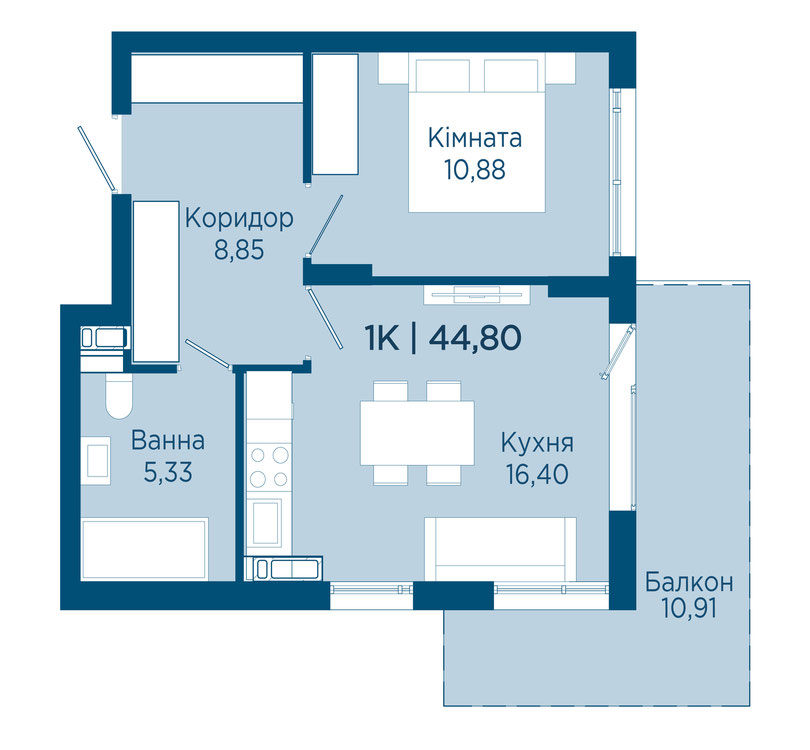 Кімната
10,88
Коридор
8,85
1К | 44,80
Ванна
5,33
Кухня
16,40
Балкон
10,91